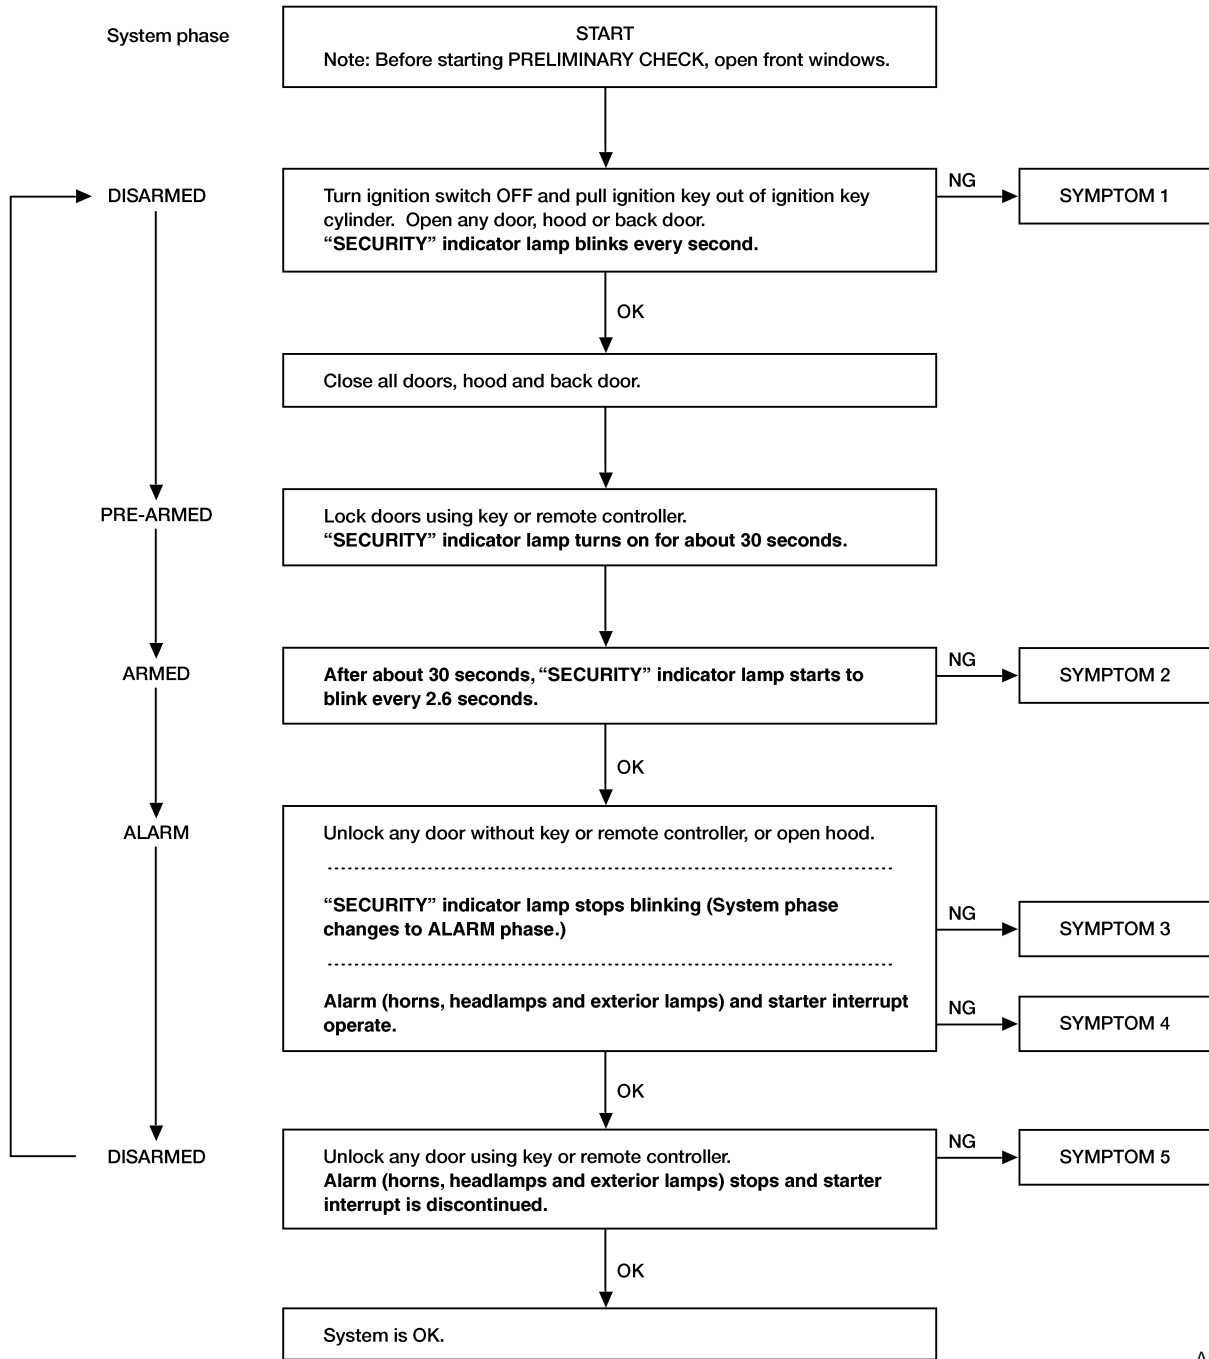 System phase
START
Note: Before starting PRELIMINARY CHECK, open front windows.
DISARMED
Turn ignition switch OFF and pull ignition key out of ignition key
cylinder. Open any door, hood or back door.
“SECURITY” indicator lamp blinks every second.
NG
SYMPTOM 1
OK
Close all doors, hood and back door.
PRE-ARMED
Lock doors using key or remote controller.
“SECURITY” indicator lamp turns on for about 30 seconds.
ARMED
After about 30 seconds, “SECURITY” indicator lamp starts to
blink every 2.6 seconds.
NG
SYMPTOM 2
OK
ALARM
Unlock any door without key or remote controller, or open hood.
“SECURITY” indicator lamp stops blinking (System phase
changes to ALARM phase.)
NG
SYMPTOM 3
Alarm (horns, headlamps and exterior lamps) and starter interrupt
operate.
NG
SYMPTOM 4
OK
DISARMED
Unlock any door using key or remote controller.
Alarm (horns, headlamps and exterior lamps) stops and starter
interrupt is discontinued.
NG
SYMPTOM 5
OK
System is OK.